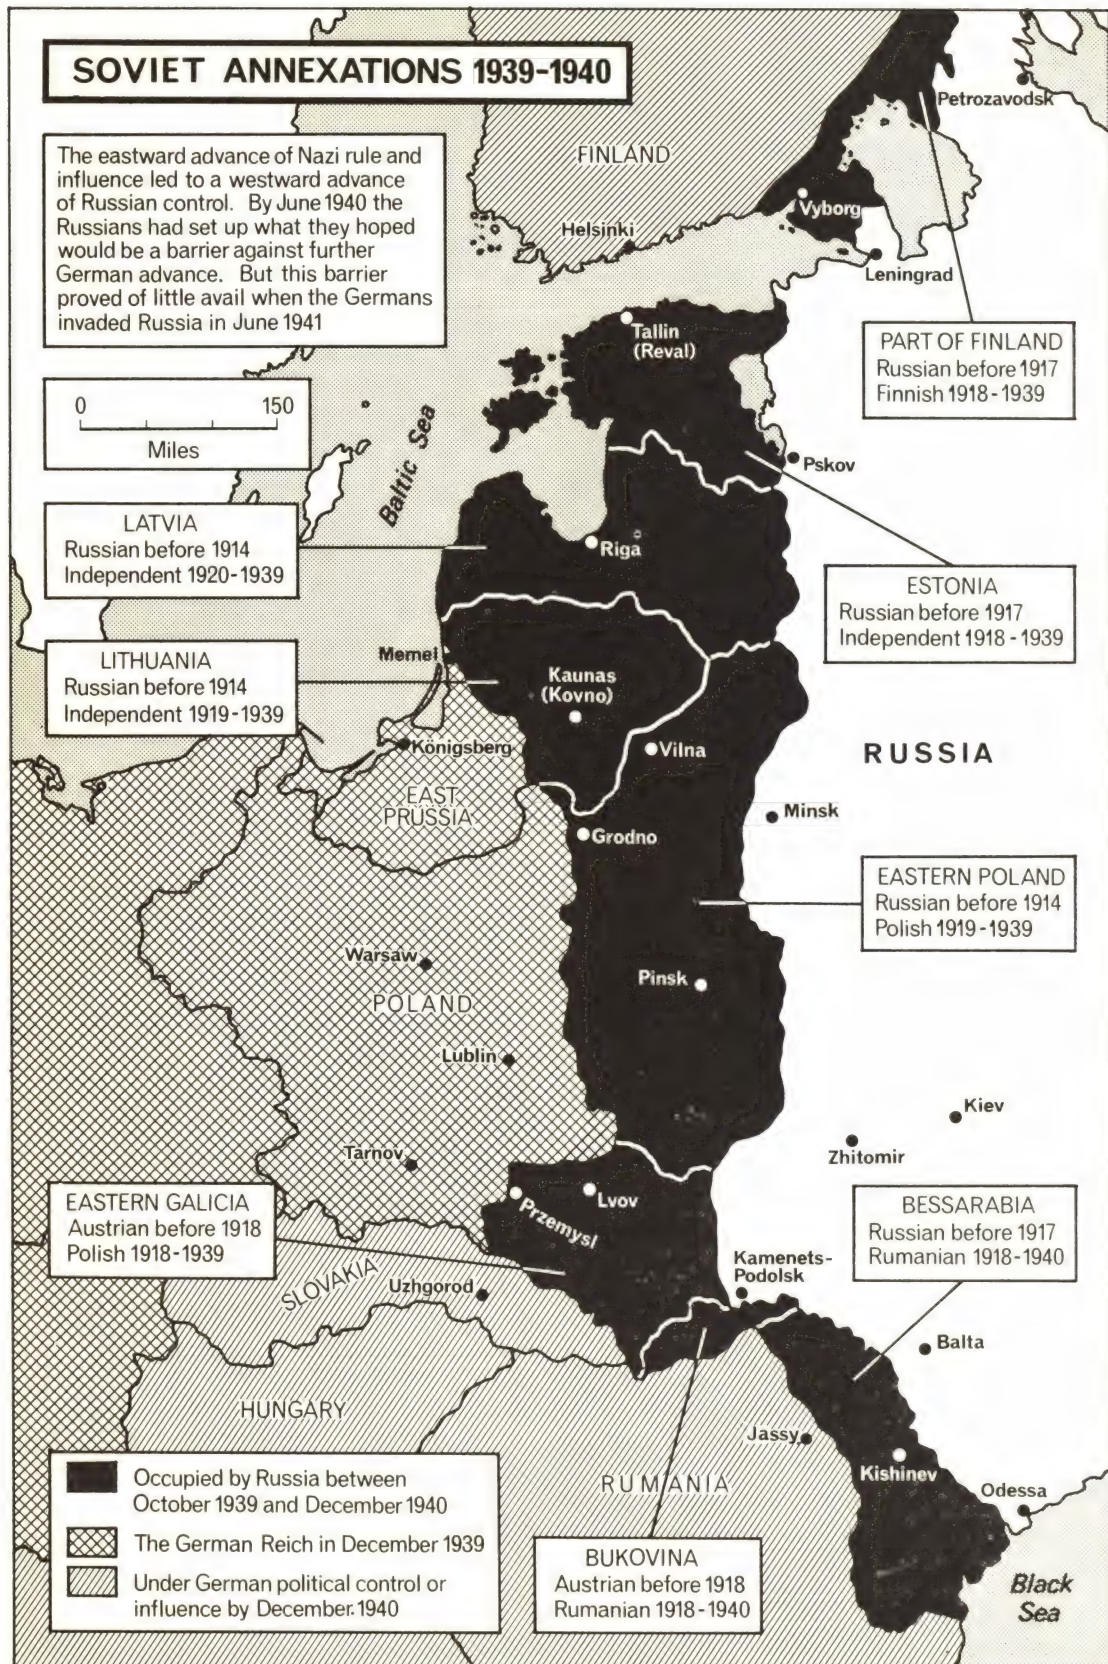 SOVIET ANNEXATIONS 1939-1940
The eastward advance of Nazi rule and
influence led to a westward advance
of Russian control. By June 1940 the
Russians had set up what they hoped
would be a barrier against further
German advance. But this barrier
proved of little avail when the Germans
invaded Russia in June 1941
0 150
Miles
FINLAND
Petrozavodsk
Vyborg
Helsinki
Leningrad
PART OF FINLAND
Russian before 1917
Finnish 1918-1939
Tallin
(Reval)
Baltic Sea
Pskov
LATVIA
Russian before 1914
Independent 1920-1939
Riga
ESTONIA
Russian before 1917
Independent 1918-1939
LITHUANIA
Russian before 1914
Independent 1919-1939
Memel
Kaunas
(Kovno)
Königsberg
Vilna
RUSSIA
EAST
PRUSSIA
Minsk
Grodno
EASTERN POLAND
Russian before 1914
Polish 1919-1939
Warsaw
Pinsk
POLAND
Lublin
Kiev
Zhitomir
Tarnov
EASTERN GALICIA
Austrian before 1918
Polish 1918-1939
Przemysl
Lvov
BESSARABIA
Russian before 1917
Rumanian 1918-1940
Kamenets-
Podolsk
SLOVAKIA
Uzhgorod
Balta
HUNGARY
Jassy
Kishinev
RUMANIA
Odessa
Occupied by Russia between
October 1939 and December 1940
The German Reich in December 1939
Under German political control or
influence by December.1940
BUKOVINA
Austrian before 1918
Rumanian 1918-1940
Black
Sea